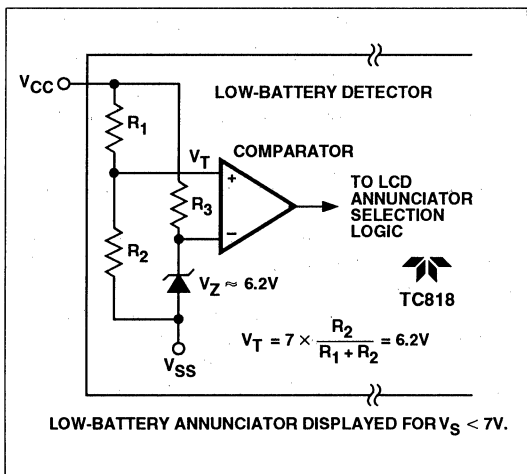 LOW-BATTERY DETECTOR
VCC
R1
VT
COMPARATOR
+
R3
−
TO LCD
ANNUNCIATOR
SELECTION
LOGIC
R2
VZ ≈ 6.2V
TC818
VT = 7 × R2 / R1 + R2 = 6.2V
VSS
LOW-BATTERY ANNUNCIATOR DISPLAYED FOR VS < 7V.